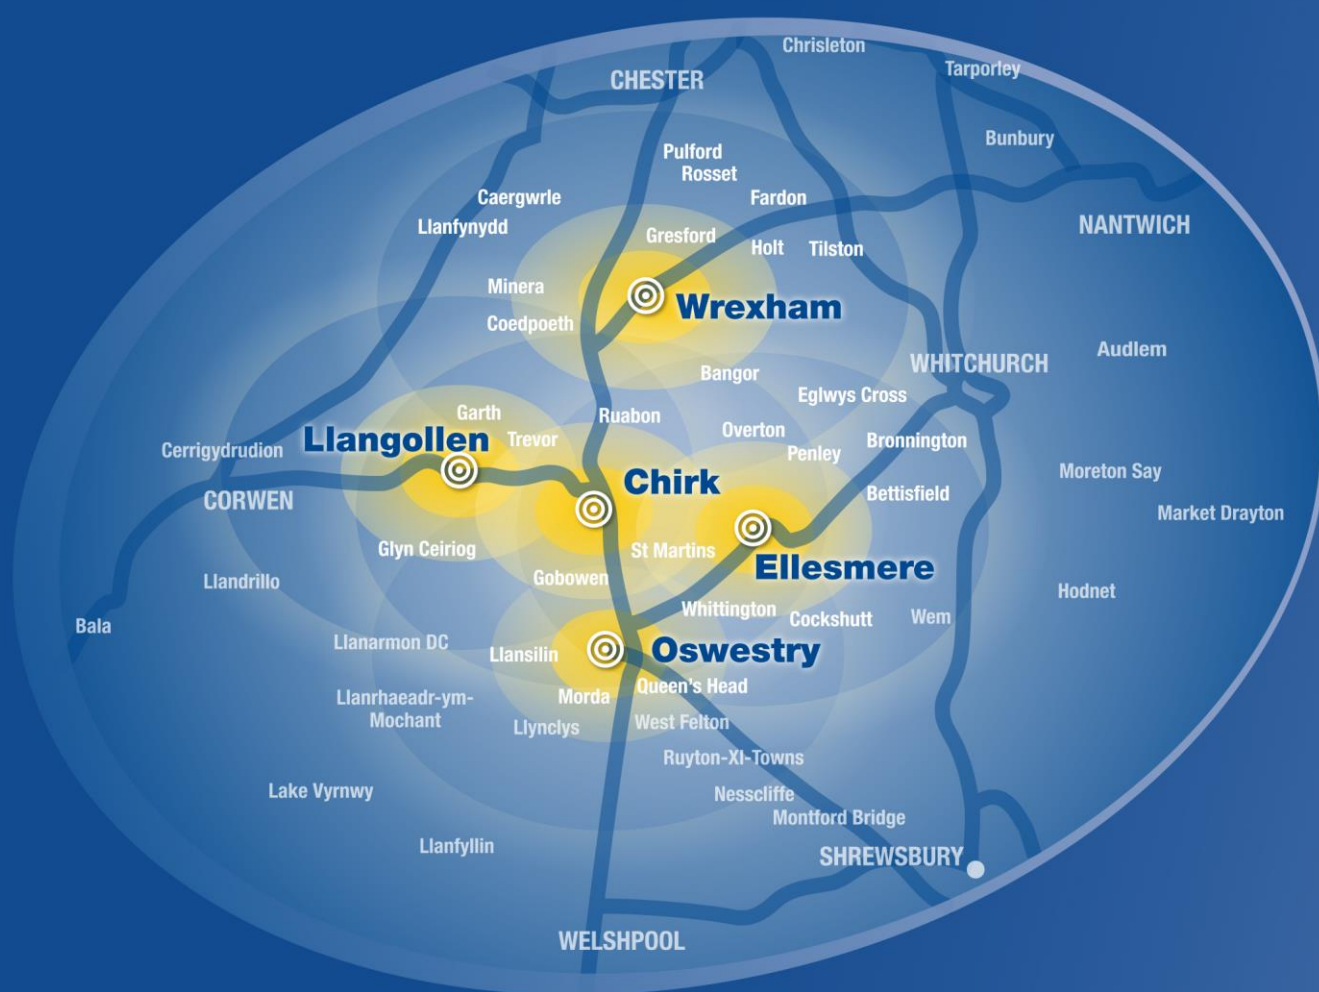 Chrisleton
Tarporley
CHESTER
Bunbury
Pulford
Rosset
Caergwrle
Fardon
Llanfynydd
NANTWICH
Gresford
Holt
Tilston
Minera
Wrexham
Coedpoeth
Audlem
WHITCHURCH
Bangor
Eglwys Cross
Garth
Ruabon
Overton
Llangollen
Trevor
Bronnington
Cerrigydrudion
Penley
Moreton Say
Chirk
Bettisfield
CORWEN
Market Drayton
Glyn Ceiriog
St Martins
Ellesmere
Gobowen
Llandrillo
Hodnet
Whittington
Cockshutt
Wem
Bala
Llanarmon DC
Llansilin
Oswestry
Queen's Head
Morda
Llanrhaeadr-ym-
Mochant
Llynclys
West Felton
Ruyton-XI-Towns
Lake Vyrnwy
Nesscliffe
Montford Bridge
Llanfyllin
SHREWSBURY
WELSHPOOL